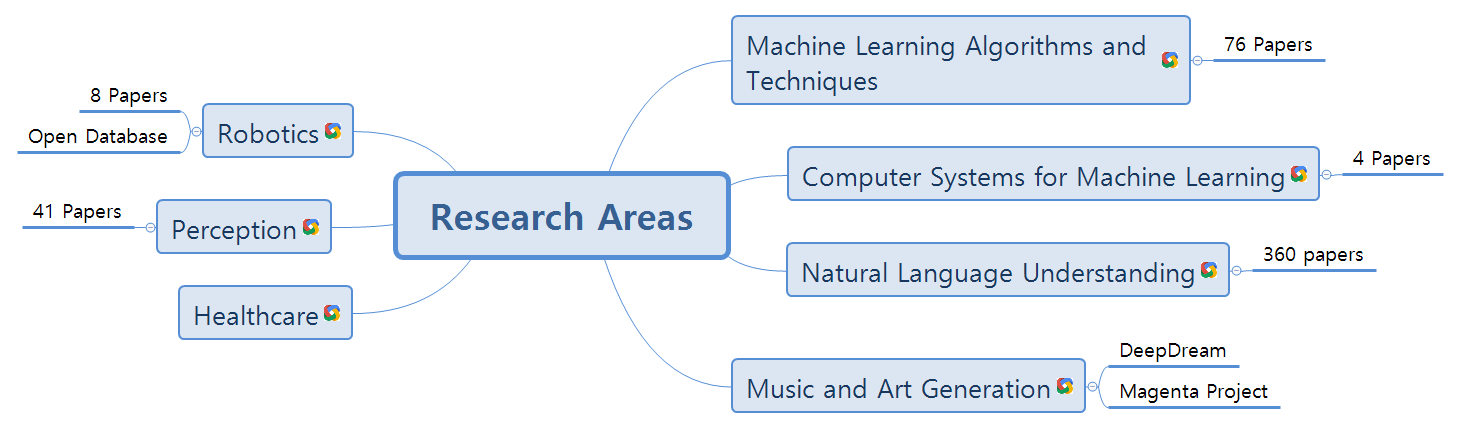 Research Areas
Machine Learning Algorithms and
Techniques
76 Papers
Computer Systems for Machine Learning
4 Papers
Natural Language Understanding
360 papers
Music and Art Generation
DeepDream
Magenta Project
Robotics
8 Papers
Open Database
Perception
41 Papers
Healthcare